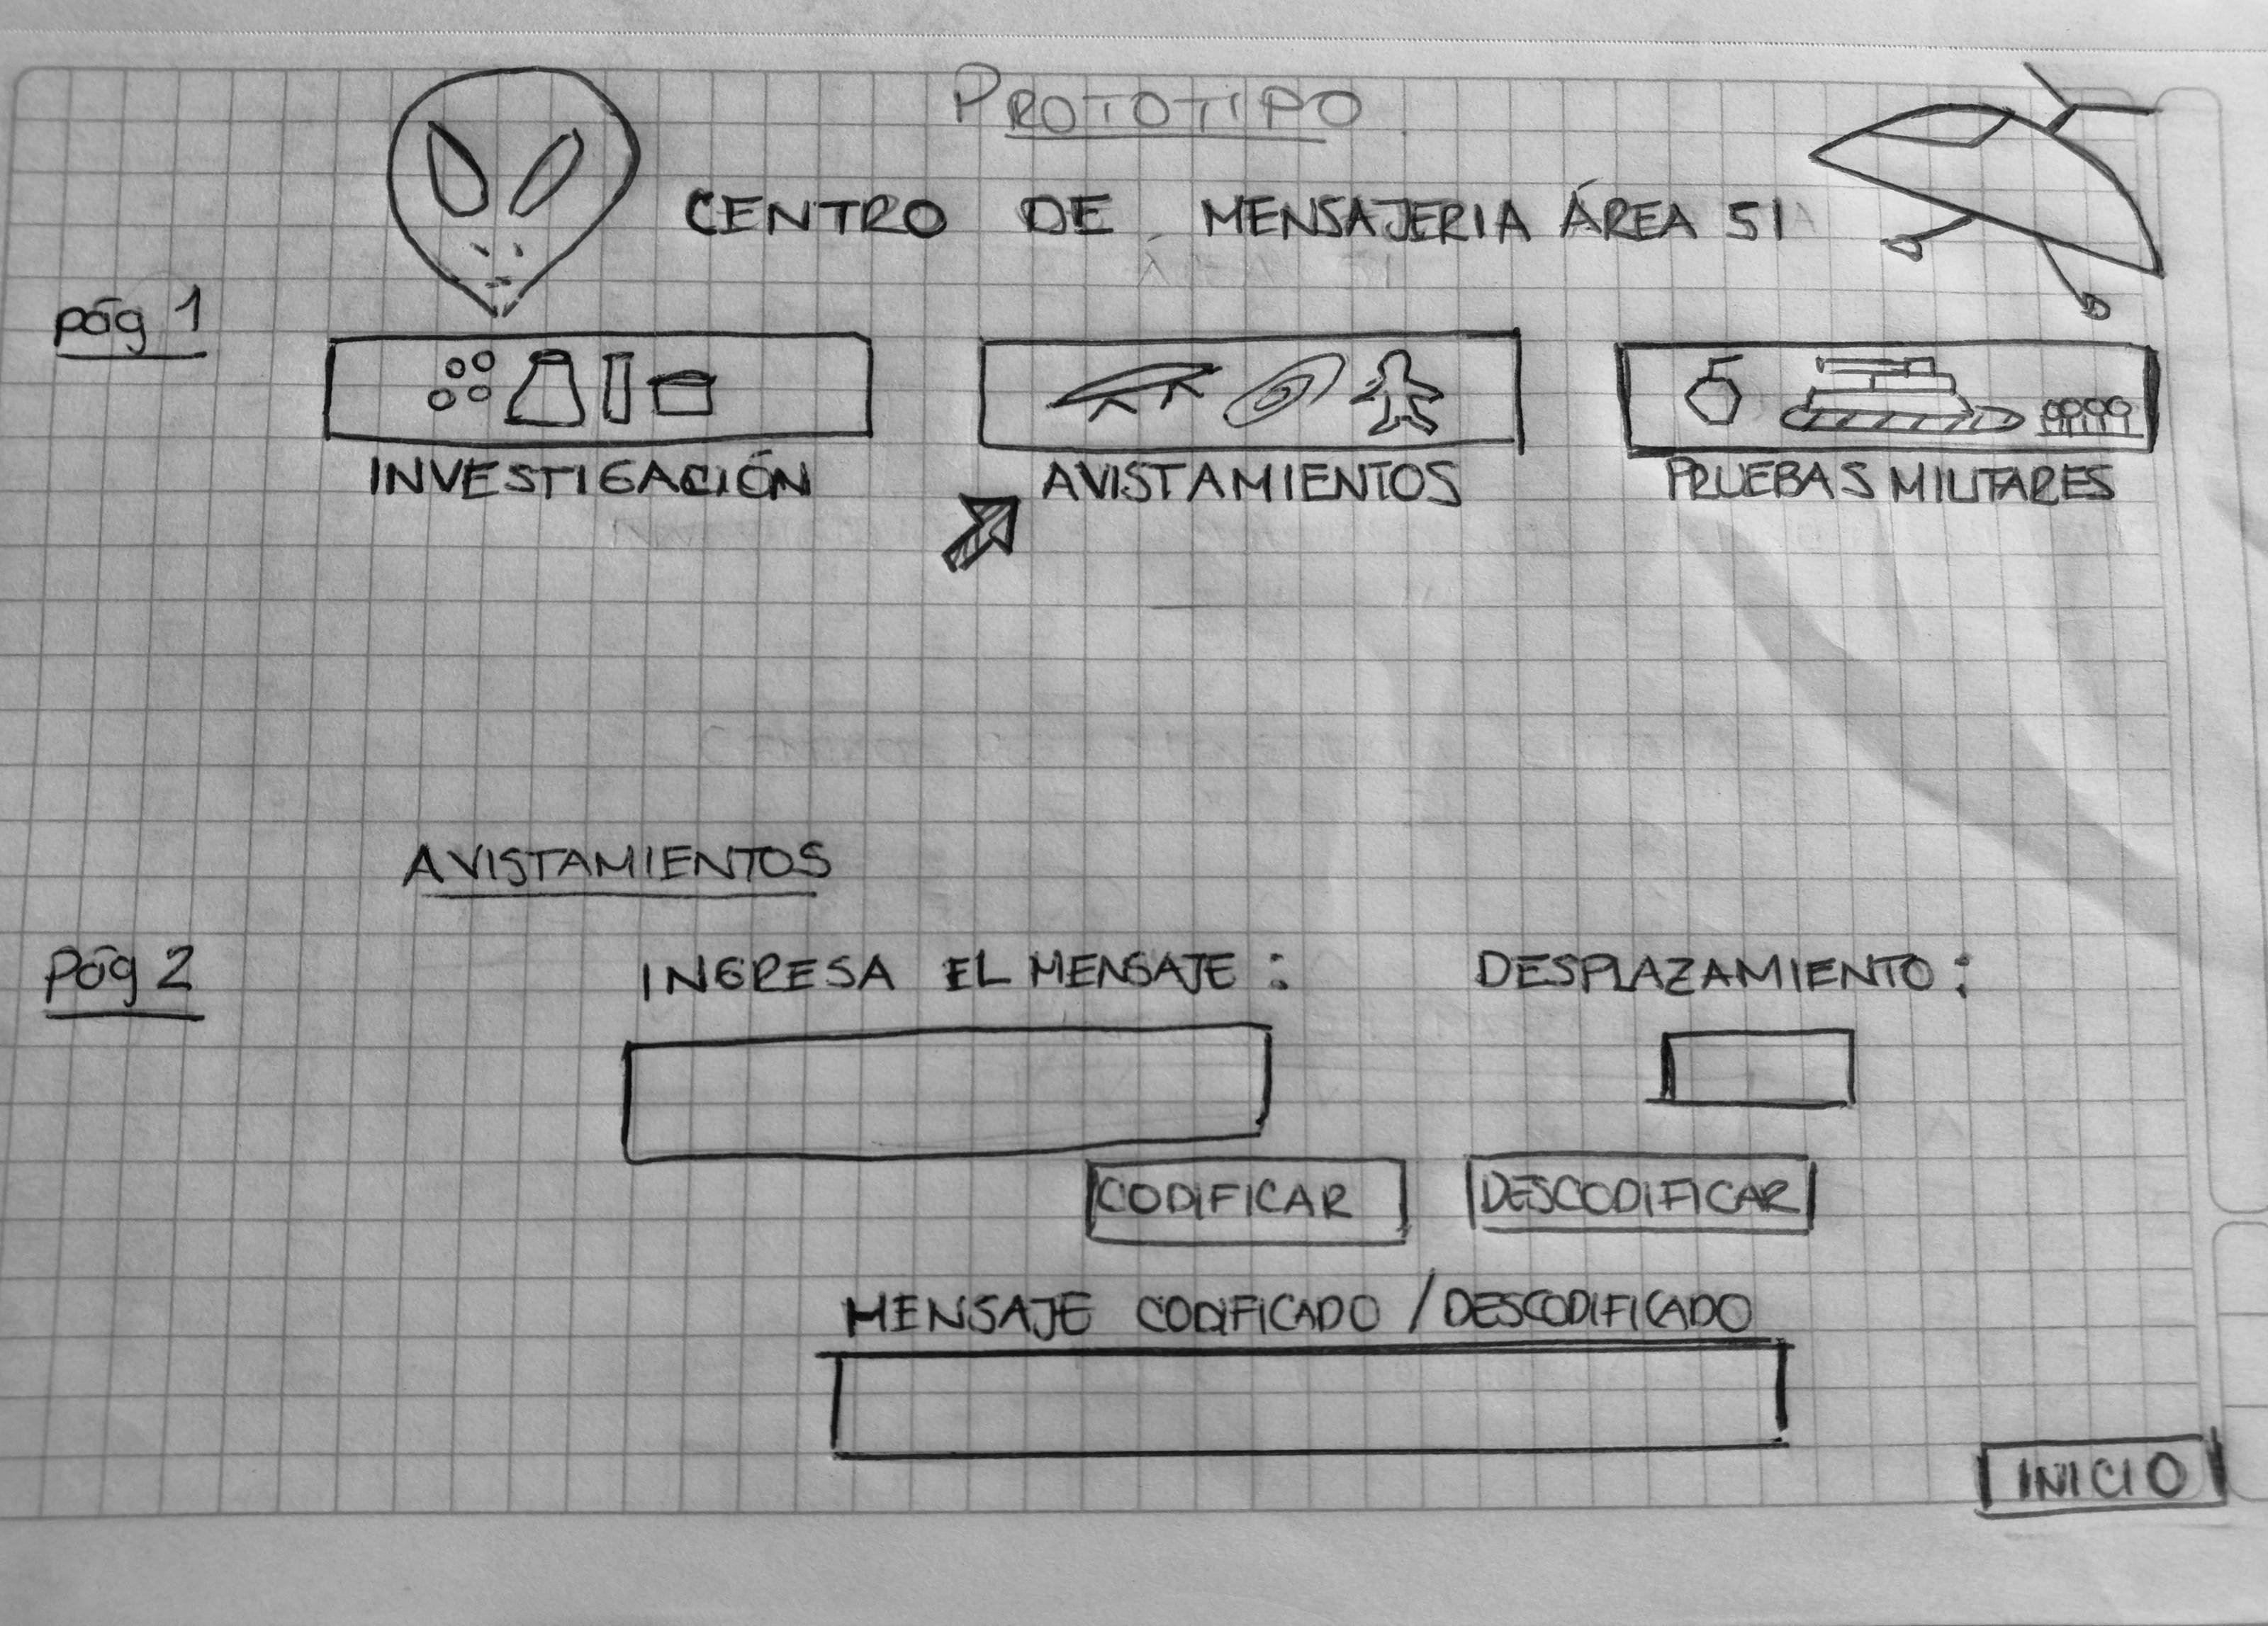 PROTOTIPO
CENTRO DE MENSAJERIA ÁREA 51
pág 1
INVESTIGACIÓN AVISTAMIENTOS PRUEBAS MILITARES
AVISTAMIENTOS
Pág 2
INGRESA EL MENSAJE: DESPLAZAMIENTO:
CODIFICAR DESCODIFICAR
MENSAJE CODIFICADO / DESCODIFICADO
INICIO